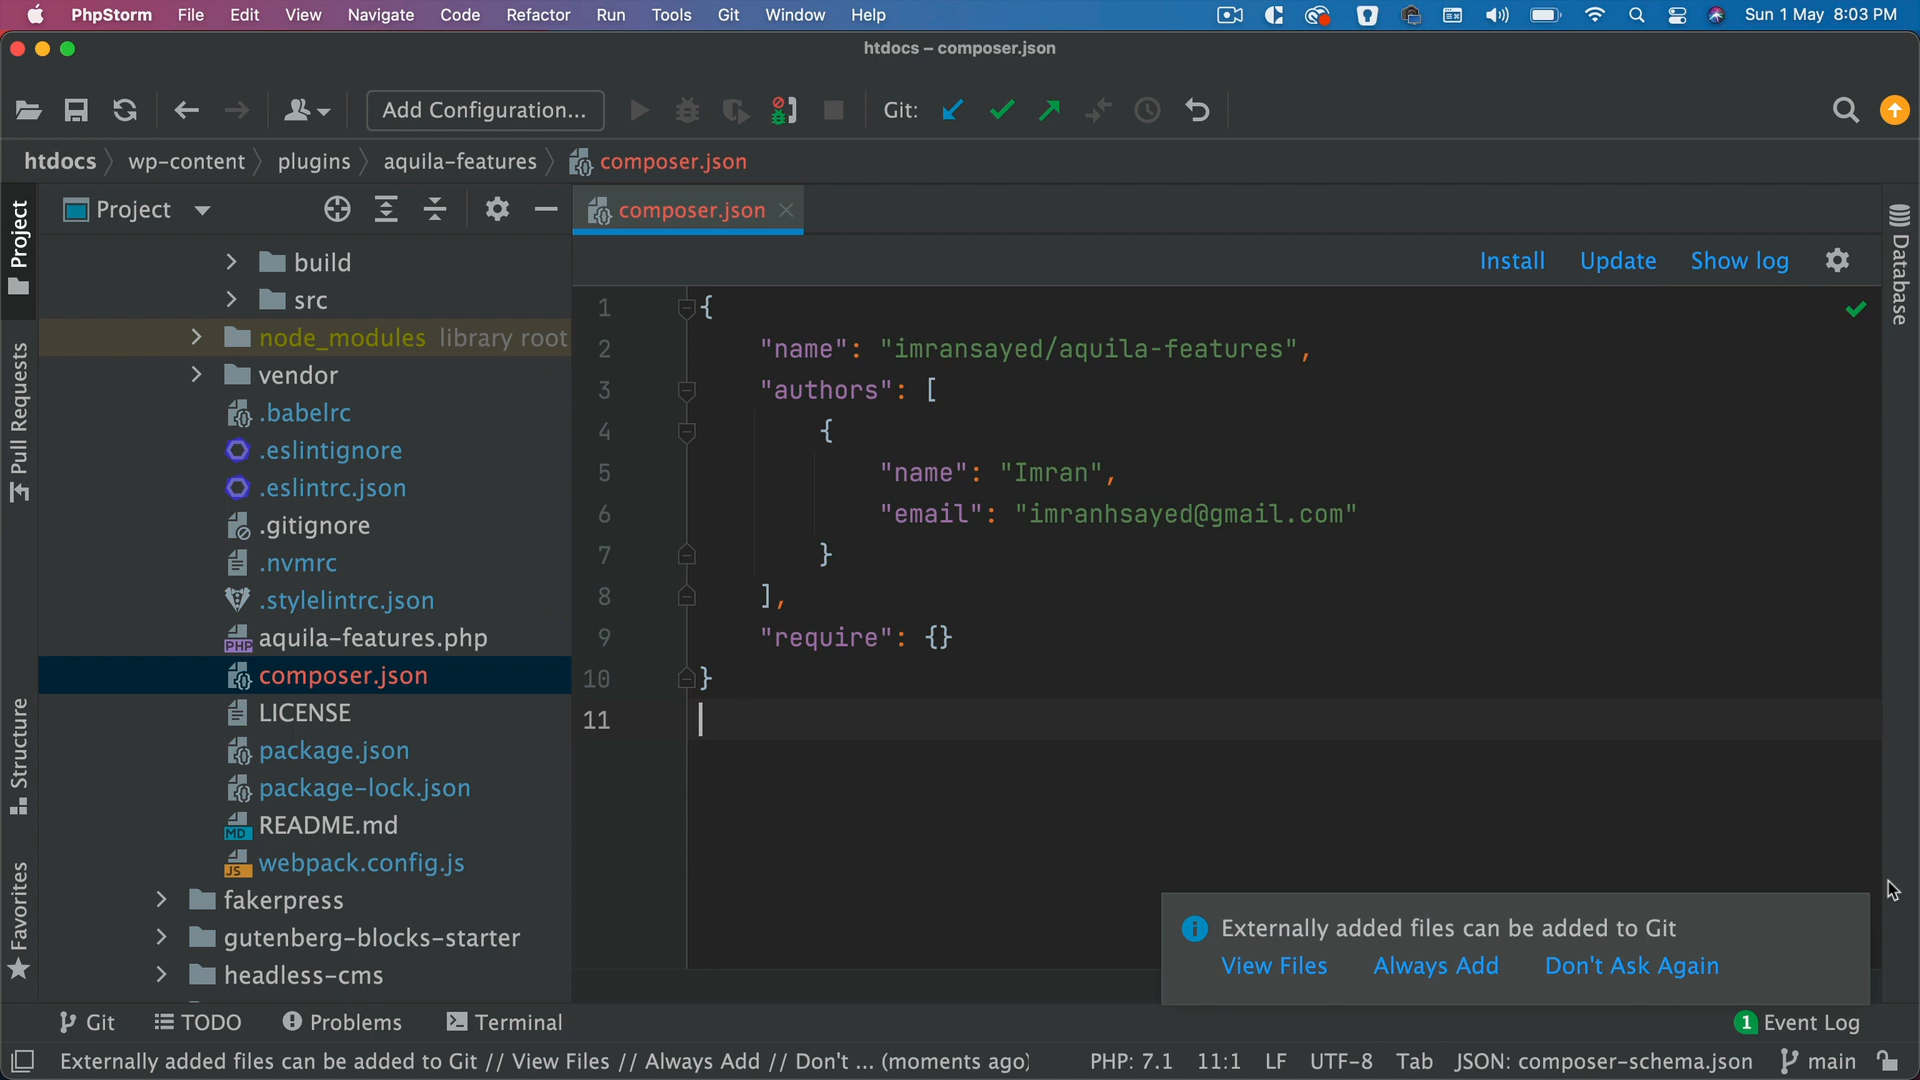 PhpStorm File Edit View Navigate Code Refactor Run Tools Git Window Help Sun 1 May 8:03 PM
htdocs – composer.json
Add Configuration... Git:
htdocs wp-content plugins aquila-features composer.json
Project
composer.json
Install Update Show log
build
src
node_modules library root
vendor
.babelrc
.eslintignore
.eslintrc.json
.gitignore
.nvmrc
.stylelintrc.json
aquila-features.php
composer.json
LICENSE
package.json
package-lock.json
README.md
webpack.config.js
fakerpress
gutenberg-blocks-starter
headless-cms
1 {
2 "name": "imransayed/aquila-features",
3 "authors": [
4 {
5 "name": "Imran",
6 "email": "imranhsayed@gmail.com"
7 }
8 ],
9 "require": {}
10 }
11
Project
Pull Requests
Structure
Favorites
Database
Externally added files can be added to Git
View Files Always Add Don't Ask Again
Git TODO Problems Terminal 1 Event Log
Externally added files can be added to Git // View Files // Always Add // Don't ... (moments ago) PHP: 7.1 11:1 LF UTF-8 Tab JSON: composer-schema.json main